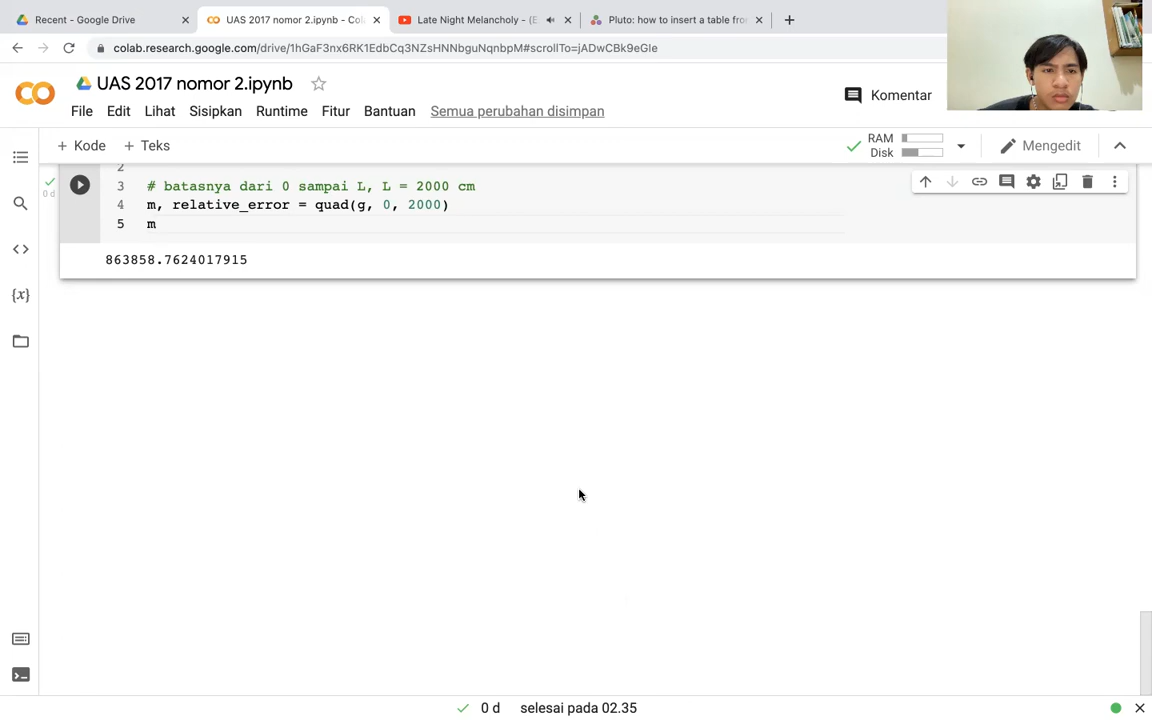 Recent - Google Drive
UAS 2017 nomor 2.ipynb - Col
Late Night Melancholy - (E
Pluto: how to insert a table fro
colab.research.google.com/drive/1hGaF3nx6RK1EdbCq3NZsHNNbguNqnbpM#scrollTo=jADwCBk9eGle
UAS 2017 nomor 2.ipynb
Komentar
File Edit Lihat Sisipkan Runtime Fitur Bantuan Semua perubahan disimpan
+ Kode + Teks
RAM
Disk
Mengedit
2
0 d
3 # batasnya dari 0 sampai L, L = 2000 cm
4 m, relative_error = quad(g, 0, 2000)
5 m
863858.7624017915
{x}
0 d selesai pada 02.35